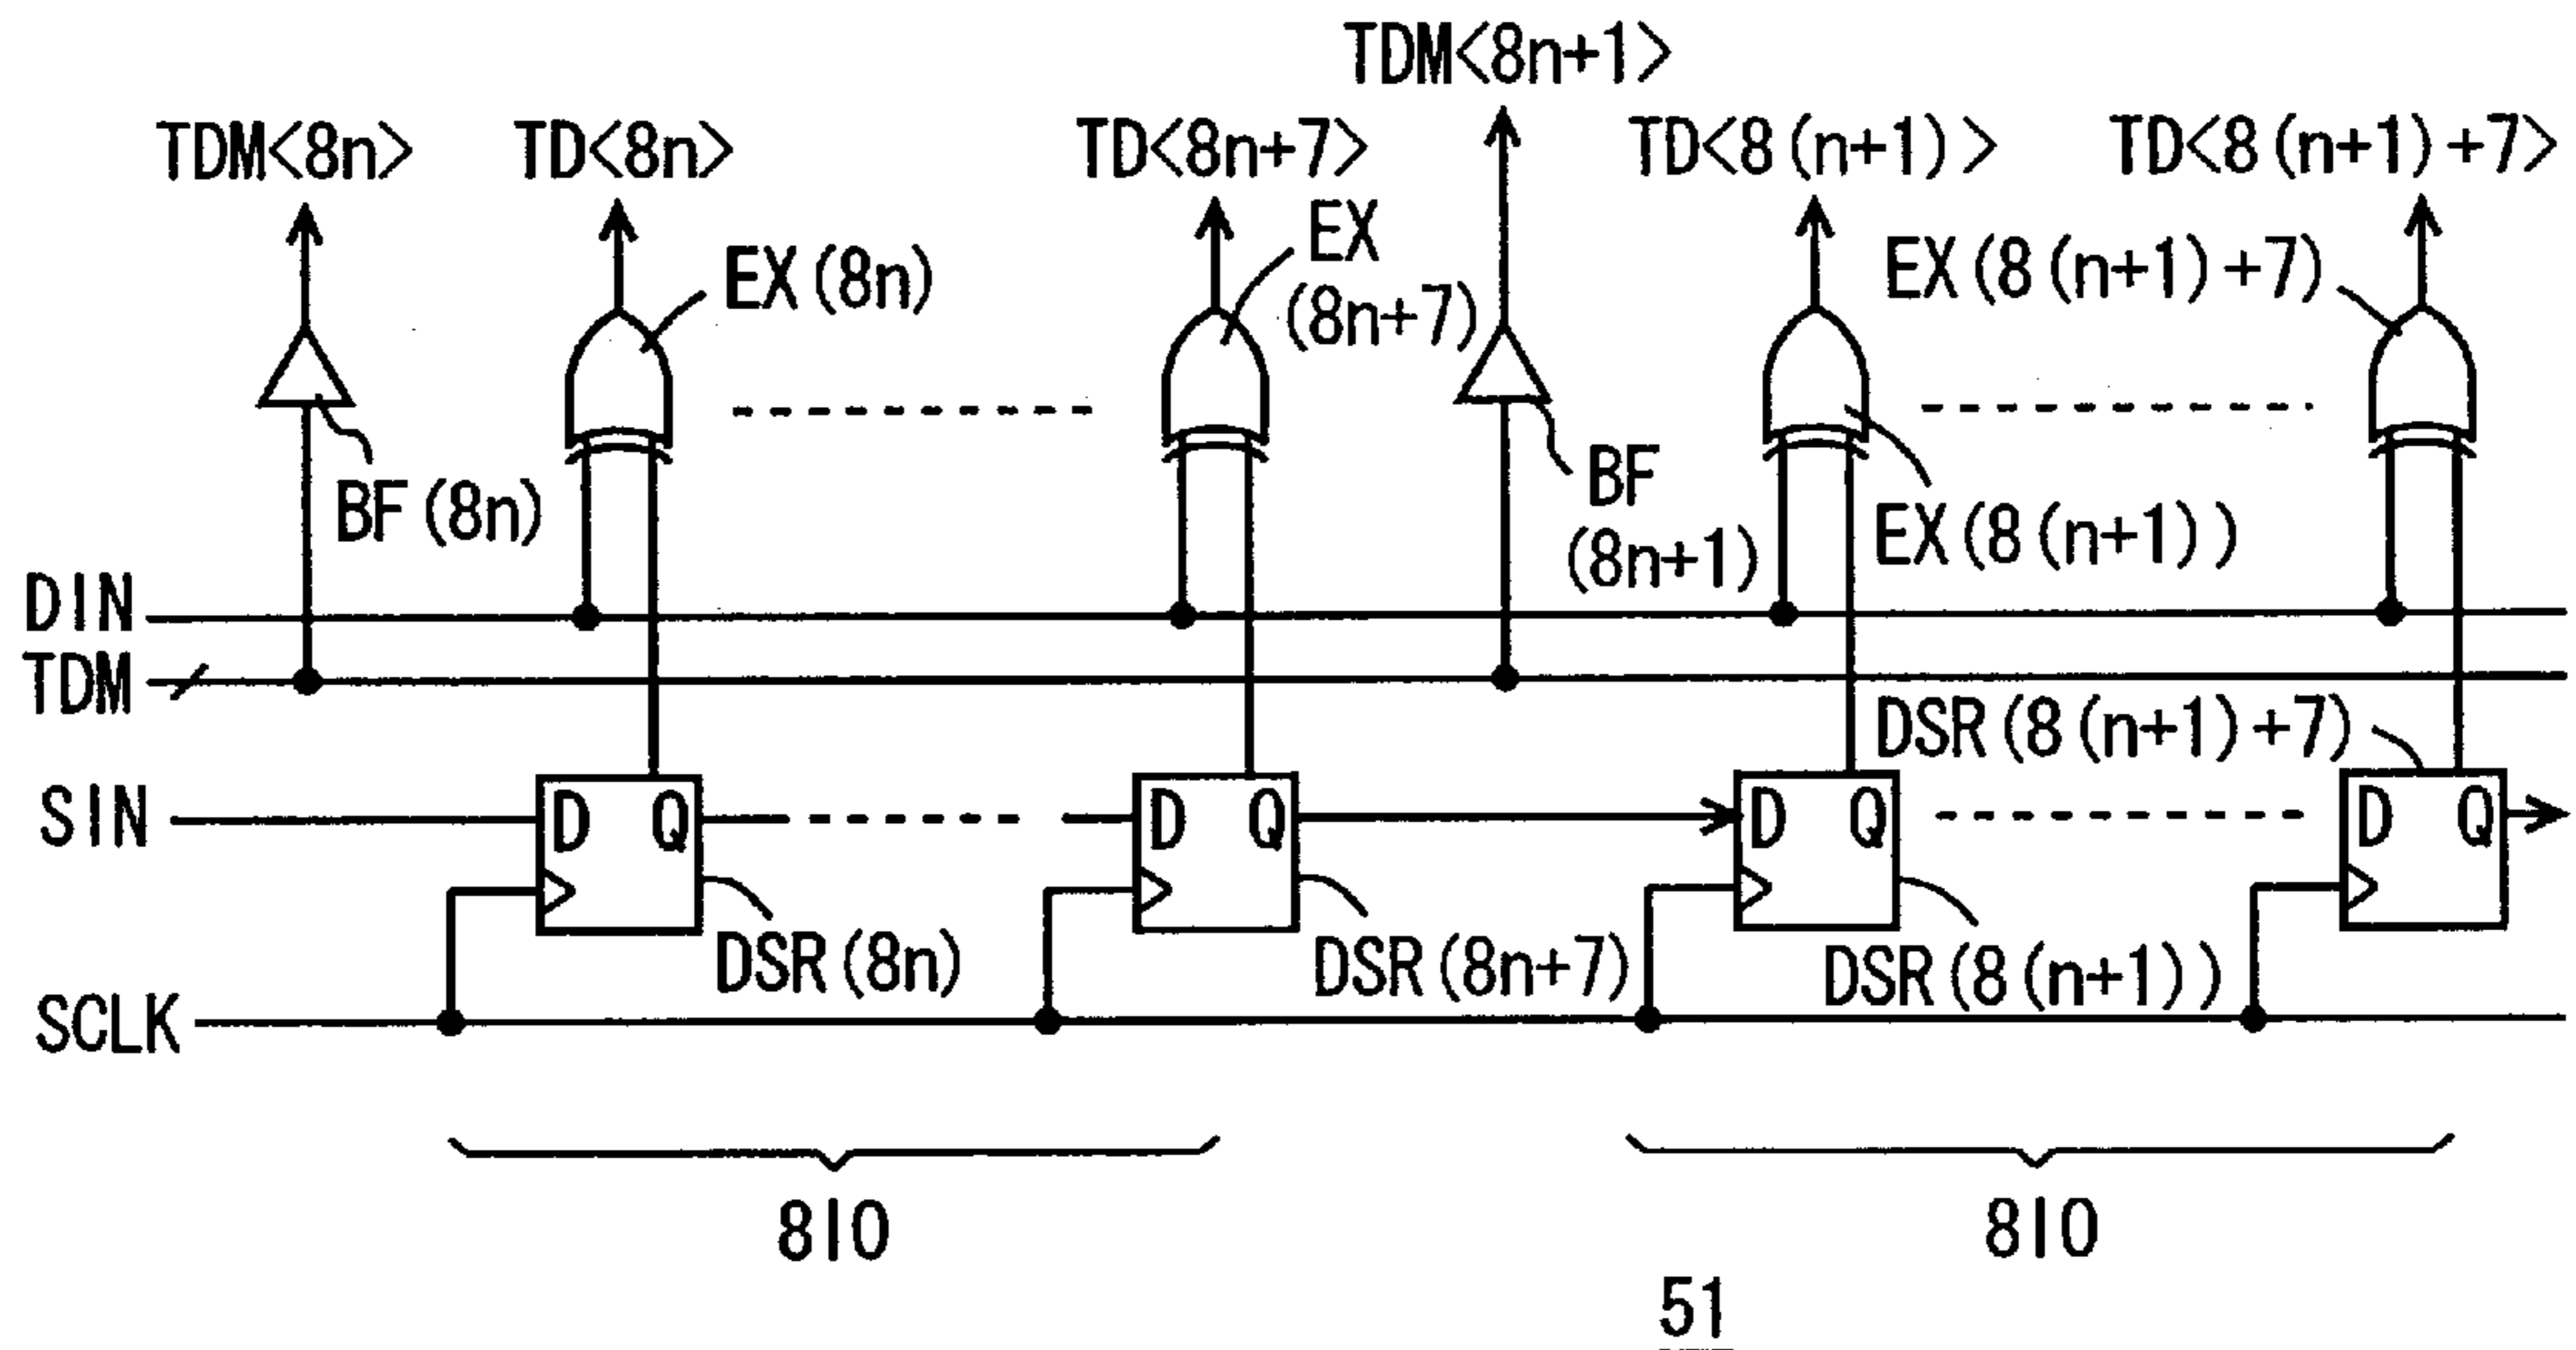 TDM<8n+1>
TDM<8n> TD<8n> TD<8n+7> TD<8(n+1)> TD<8(n+1)+7>
EX(8n)
EX
(8n+7)
EX(8(n+1)+7)
BF(8n)
BF
(8n+1)
EX(8(n+1))
DIN
TDM
DSR(8(n+1)+7)
SIN
D Q D Q D Q D Q
DSR(8n) DSR(8n+7) DSR(8(n+1))
SCLK
8IO 8IO
51